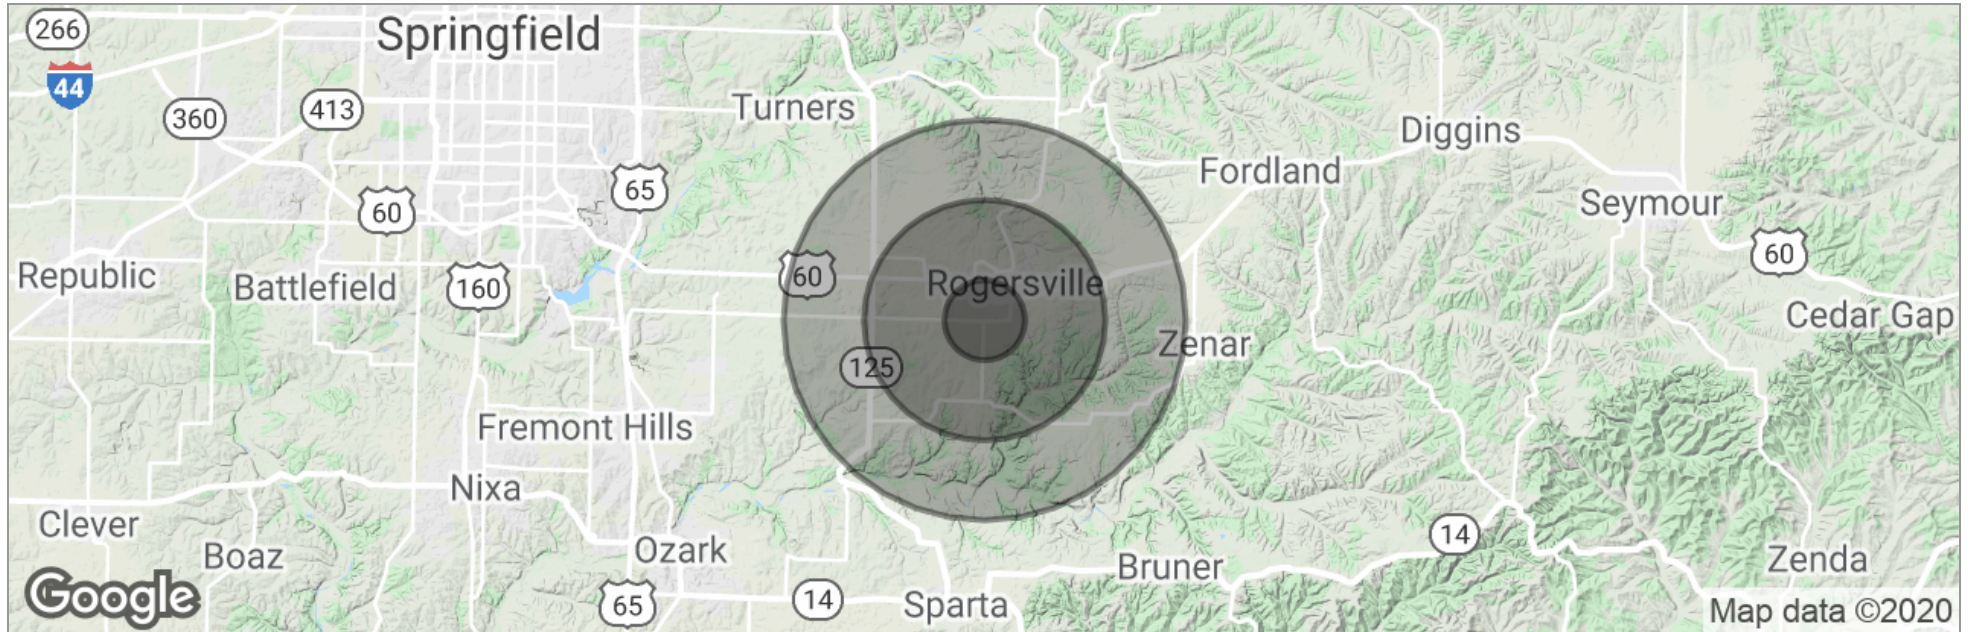 266
Springfield
44
360
413
Turners
Diggins
Fordland
65
60
Seymour
60
Republic
Battlefield
160
60
Rogersville
Cedar Gap
Zenar
125
Fremont Hills
Nixa
Clever
Boaz
Ozark
14
Bruner
Zenda
Google
65
14
Sparta
Map data ©2020